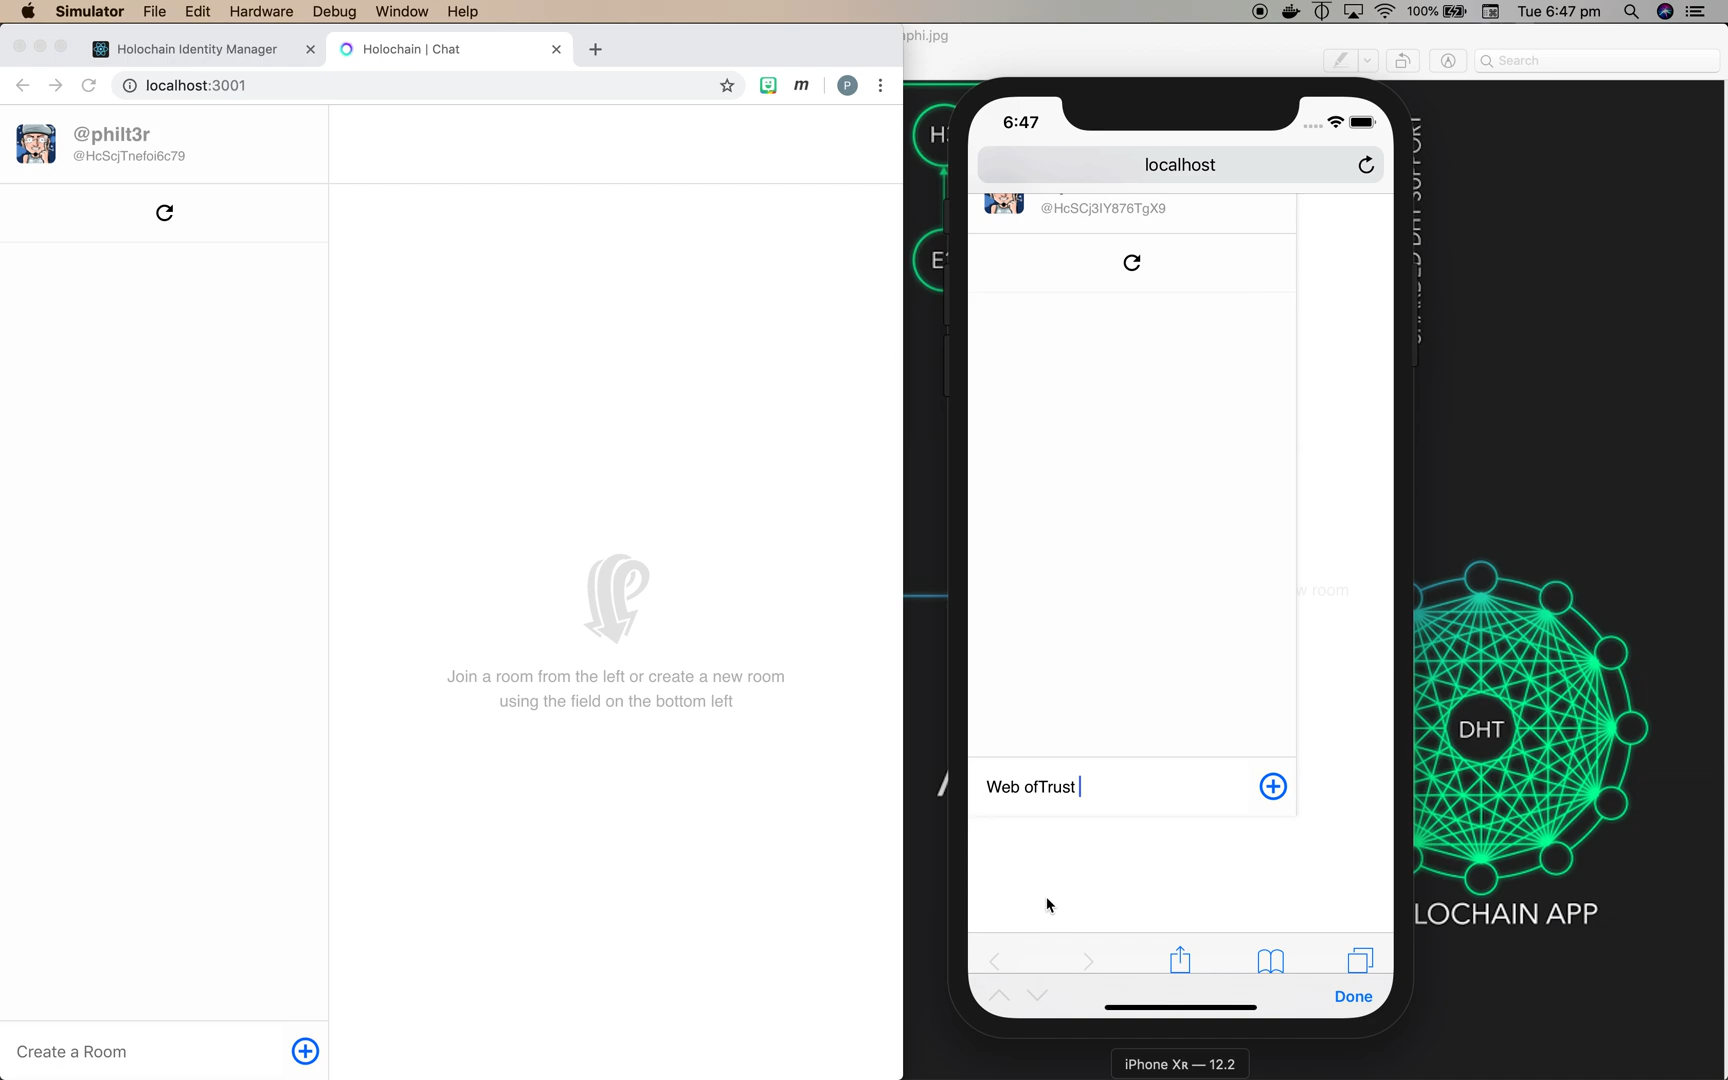 Simulator File Edit Hardware Debug Window Help 100% Tue 6:47 pm
Holochain Identity Manager Holochain | Chat
localhost:3001
P
@philt3r
@HcScjTnefoi6c79
Join a room from the left or create a new room
using the field on the bottom left
Create a Room
aphi.jpg
Search
6:47
localhost
@HcSCj3IY876TgX9
w room
Web ofTrust
Done
iPhone XR — 12.2
DHT
LOCHAIN APP